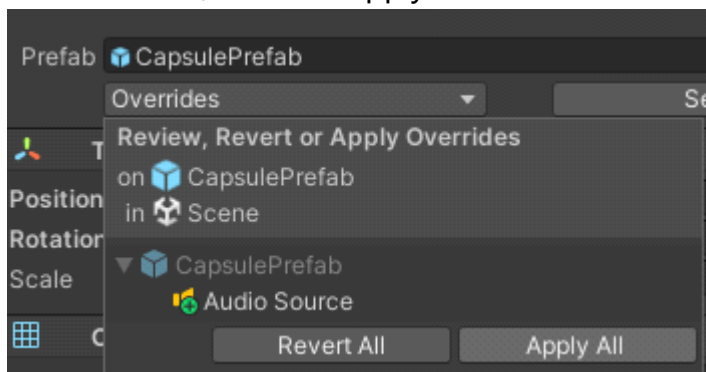 Prefab CapsulePrefab
Overrides
Review, Revert or Apply Overrides
on CapsulePrefab
in Scene
Position
Rotation
Scale
CapsulePrefab
Audio Source
Revert All Apply All